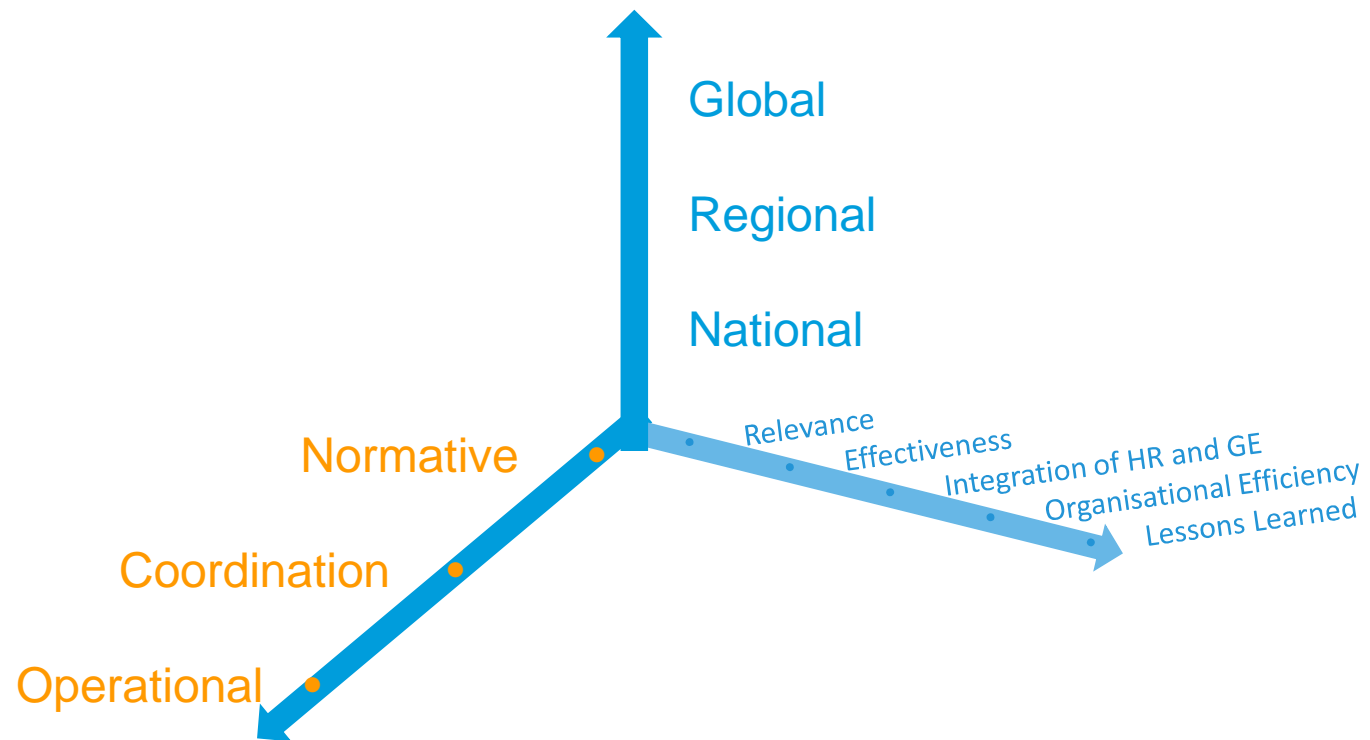 Global
Regional
National
Normative
Coordination
Operational
Relevance
Effectiveness
Integration of HR and GE
Organisational Efficiency
Lessons Learned